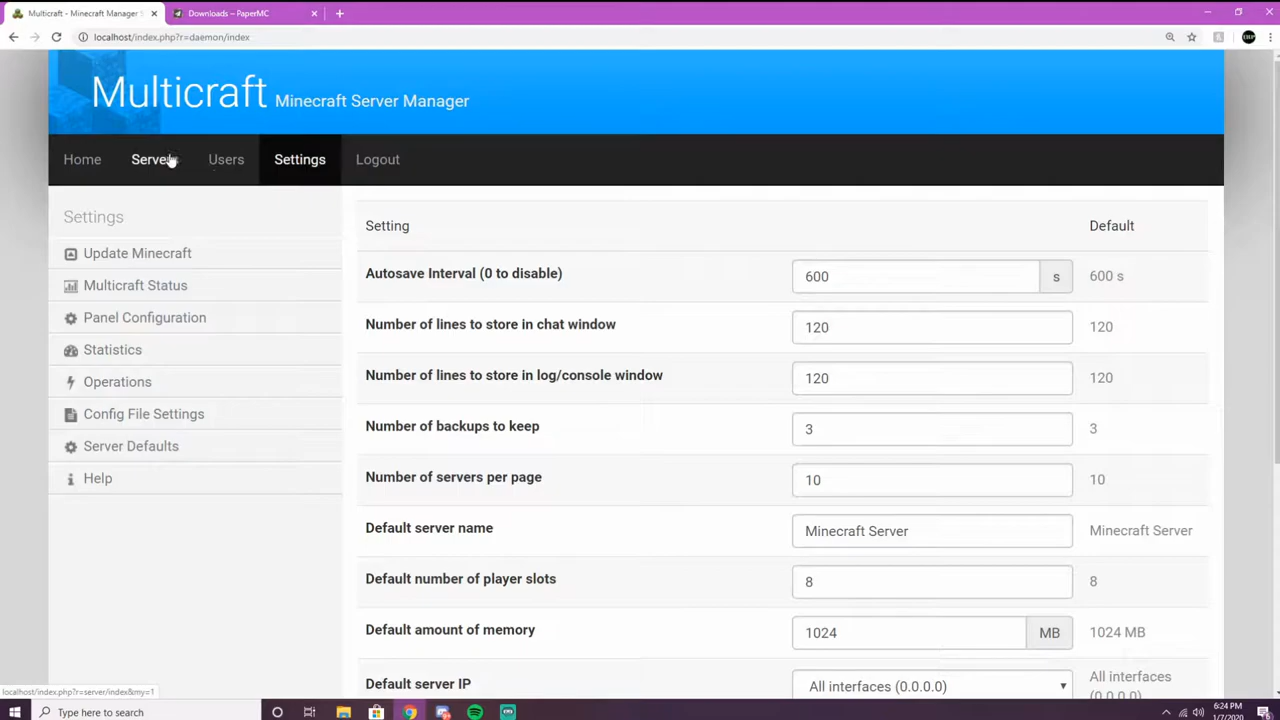 Multicraft - Minecraft Manager S
Downloads – PaperMC
localhost/index.php?r=daemon/index
Multicraft Minecraft Server Manager
Home
Users
Settings
Logout
Settings
Update Minecraft
Multicraft Status
Panel Configuration
Statistics
Operations
Config File Settings
Server Defaults
Help
Setting Default
Autosave Interval (0 to disable) 600 s 600 s
Number of lines to store in chat window 120 120
Number of lines to store in log/console window 120 120
Number of backups to keep 3 3
Number of servers per page 10 10
Default server name Minecraft Server Minecraft Server
Default number of player slots 8 8
Default amount of memory 1024 MB 1024 MB
Default server IP All interfaces (0.0.0.0) All interfaces
(0.0.0.0)
localhost/index.php?r=server/index&my=1
Type here to search
6:24 PM
1/7/2020